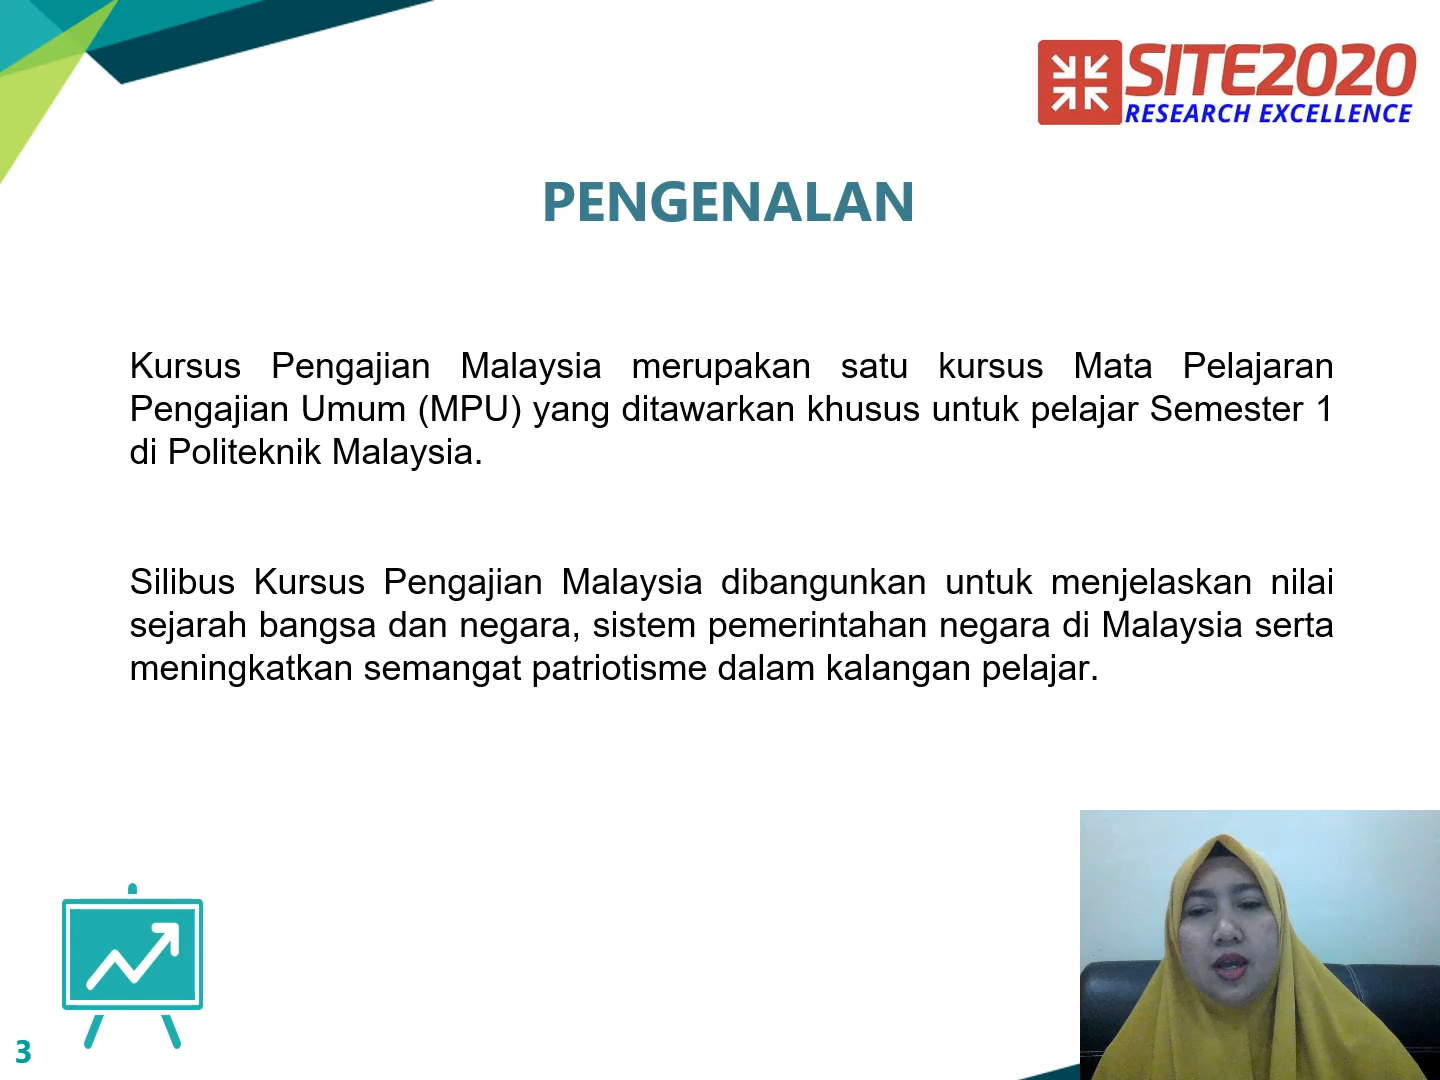 SITE2020
RESEARCH EXCELLENCE
PENGENALAN
Kursus Pengajian Malaysia merupakan satu kursus Mata Pelajaran
Pengajian Umum (MPU) yang ditawarkan khusus untuk pelajar Semester 1
di Politeknik Malaysia.
Silibus Kursus Pengajian Malaysia dibangunkan untuk menjelaskan nilai
sejarah bangsa dan negara, sistem pemerintahan negara di Malaysia serta
meningkatkan semangat patriotisme dalam kalangan pelajar.
3